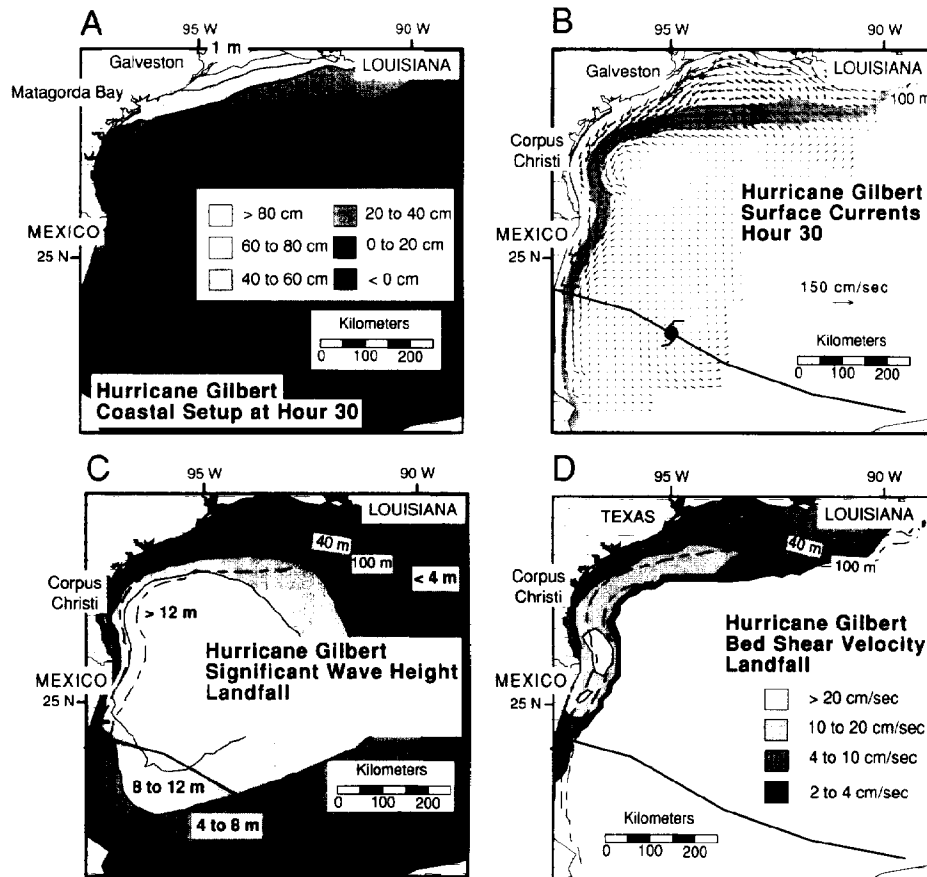 A
95 W
90 W
1 m
Galveston
LOUISIANA
Matagorda Bay
MEXICO
25 N
> 80 cm
60 to 80 cm
40 to 60 cm
20 to 40 cm
0 to 20 cm
< 0 cm
Kilometers
0 100 200
Hurricane Gilbert
Coastal Setup at Hour 30
B
95 W
90 W
Galveston
LOUISIANA
100 m
Corpus
Christi
Hurricane Gilbert
Surface Currents
Hour 30
MEXICO
25 N
150 cm/sec
Kilometers
0 100 200
C
95 W
90 W
LOUISIANA
40 m
100 m
< 4 m
Corpus
Christi
> 12 m
Hurricane Gilbert
Significant Wave Height
Landfall
MEXICO
25 N
8 to 12 m
4 to 8 m
Kilometers
0 100 200
D
95 W
90 W
TEXAS
LOUISIANA
40 m
100 m
Corpus
Christi
Hurricane Gilbert
Bed Shear Velocity
Landfall
MEXICO
25 N
> 20 cm/sec
10 to 20 cm/sec
4 to 10 cm/sec
2 to 4 cm/sec
Kilometers
0 100 200